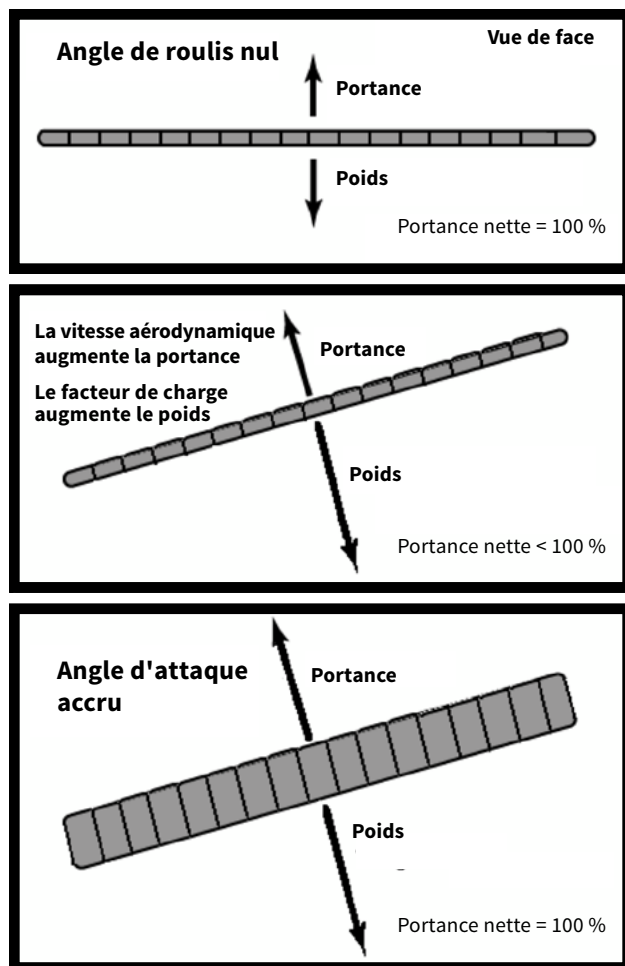 Angle de roulis nul
Vue de face
Portance
Poids
Portance nette = 100 %
La vitesse aérodynamique
augmente la portance
Portance
Le facteur de charge
augmente le poids
Poids
Portance nette < 100 %
Angle d'attaque
accru
Portance
Poids
Portance nette = 100 %